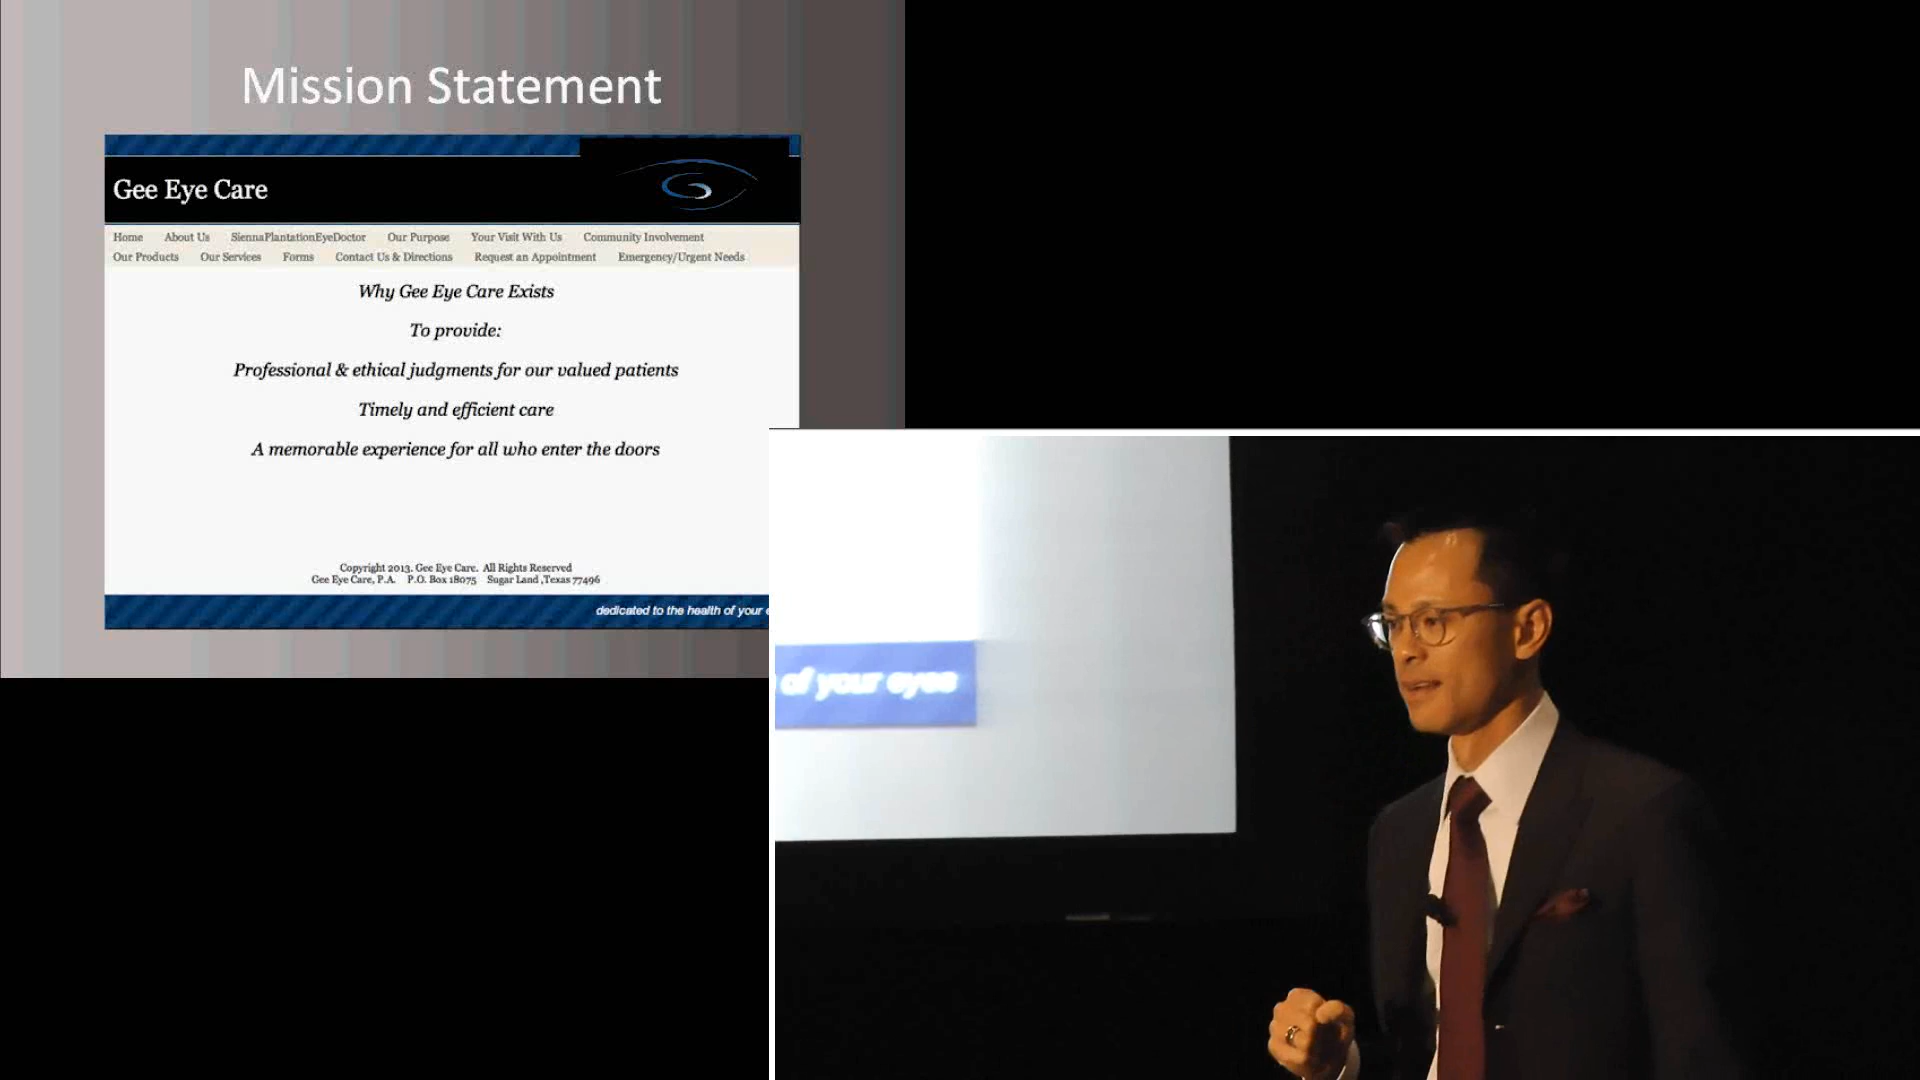 Mission Statement
Gee Eye Care
Home About Us SiennaPlantationEyeDoctor Our Purpose Your Visit With Us Community Involvement
Our Products Our Services Forms Contact Us & Directions Request an Appointment Emergency/Urgent Needs
Why Gee Eye Care Exists
To provide:
Professional & ethical judgments for our valued patients
Timely and efficient care
A memorable experience for all who enter the doors
Copyright 2013. Gee Eye Care. All Rights Reserved
Gee Eye Care, P.A. P.O. Box 18075 Sugar Land ,Texas 77496
dedicated to the health of your
of your eyes